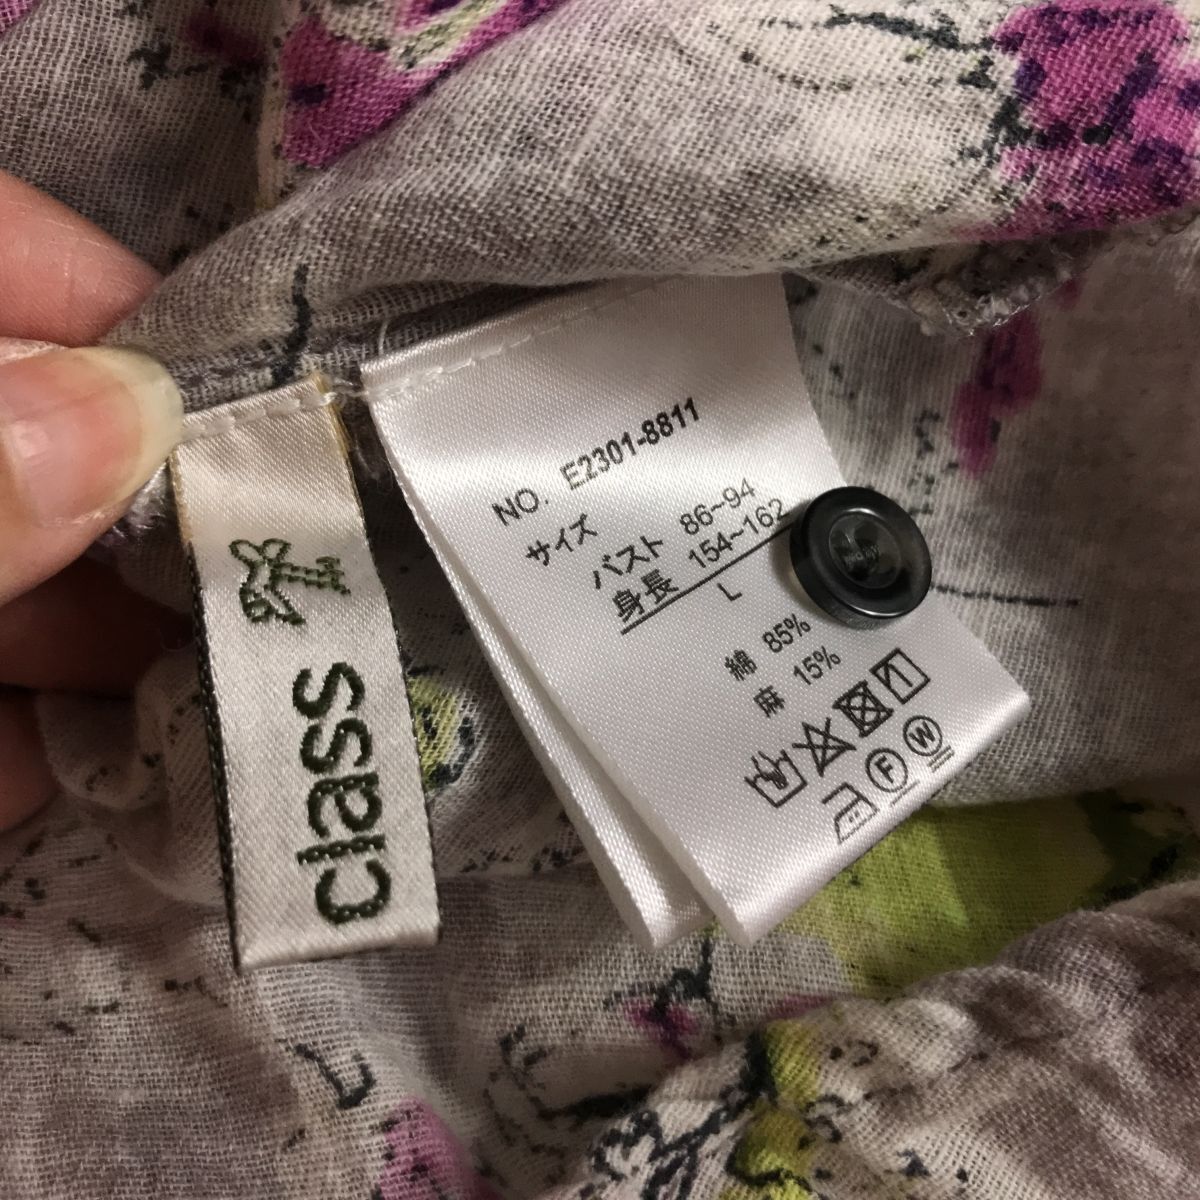 class
NO. E2301-8811
サイズ
バスト 86~94
身長 154~162
L
綿 85%
麻 15%
F
W